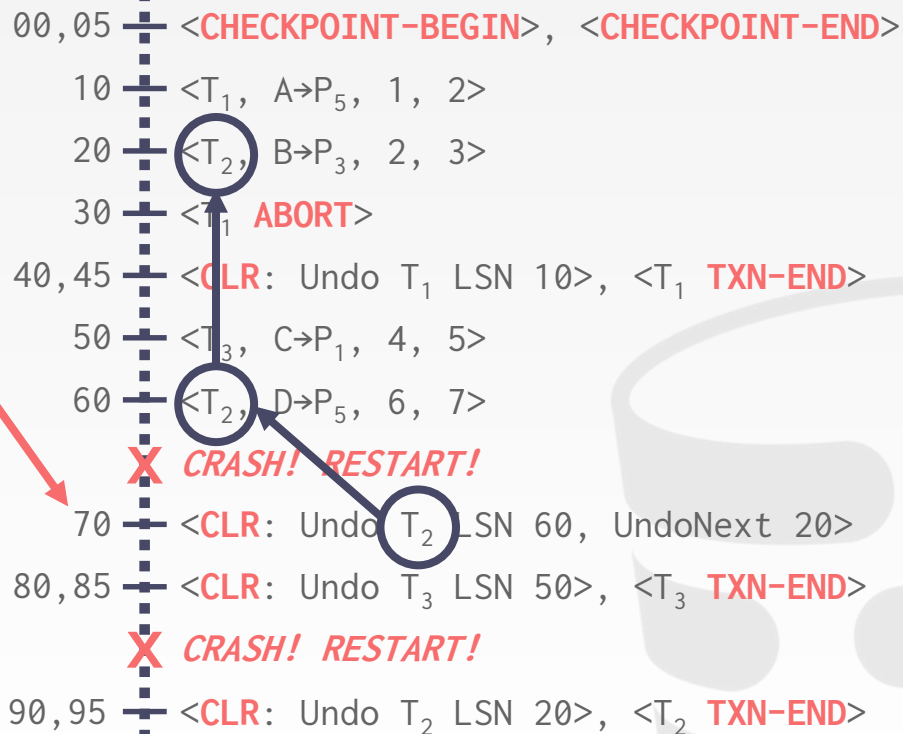 00,05 <CHECKPOINT-BEGIN>, <CHECKPOINT-END>
10 <T₁, A→P₅, 1, 2>
20 <T₂, B→P₃, 2, 3>
30 <T₁ ABORT>
40,45 <CLR: Undo T₁ LSN 10>, <T₁ TXN-END>
50 <T₃, C→P₁, 4, 5>
60 <T₂, D→P₅, 6, 7>
X CRASH! RESTART!
70 <CLR: Undo T₂ LSN 60, UndoNext 20>
80,85 <CLR: Undo T₃ LSN 50>, <T₃ TXN-END>
X CRASH! RESTART!
90,95 <CLR: Undo T₂ LSN 20>, <T₂ TXN-END>